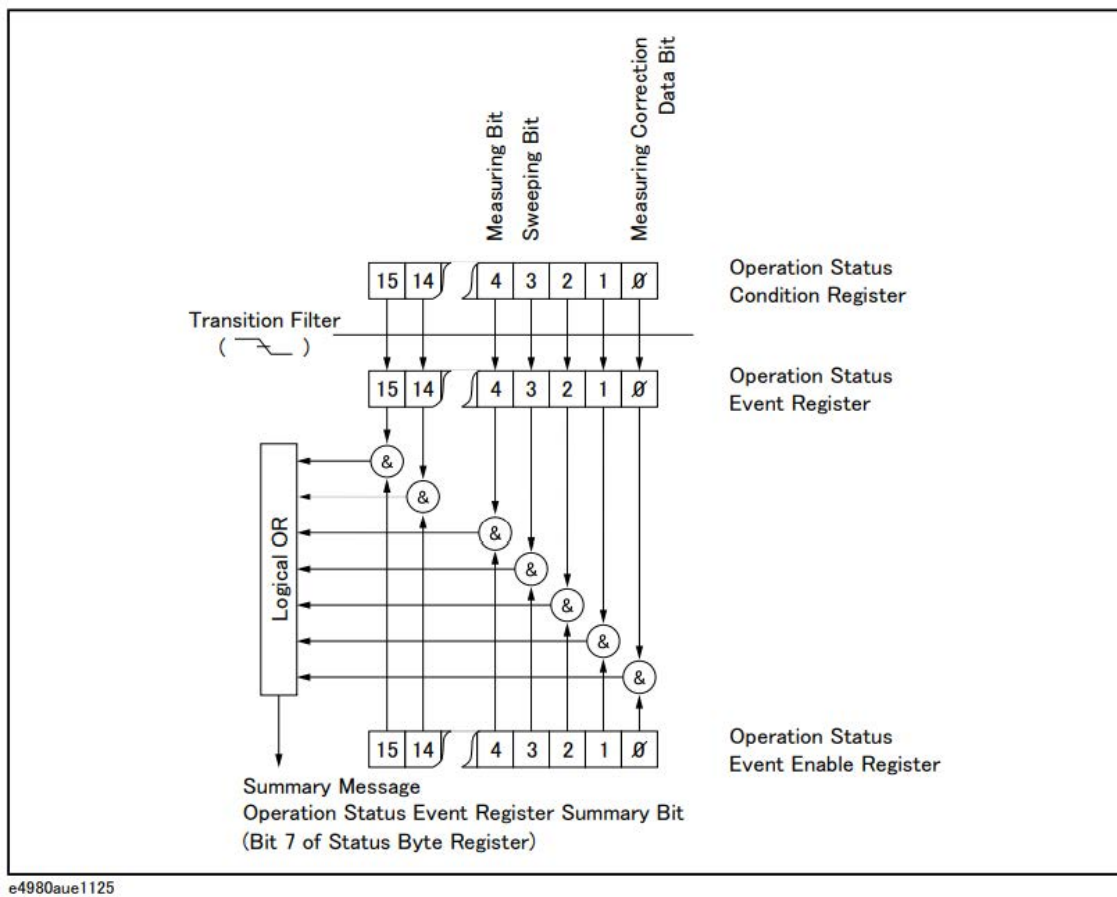 Measuring Bit
Sweeping Bit
Measuring Correction
Data Bit
15 14 4 3 2 1 0
Operation Status
Condition Register
Transition Filter
( )
15 14 4 3 2 1 0
Operation Status
Event Register
&
&
&
&
&
&
&
Logical OR
15 14 4 3 2 1 0
Operation Status
Event Enable Register
Summary Message
Operation Status Event Register Summary Bit
(Bit 7 of Status Byte Register)
e4980aue1125